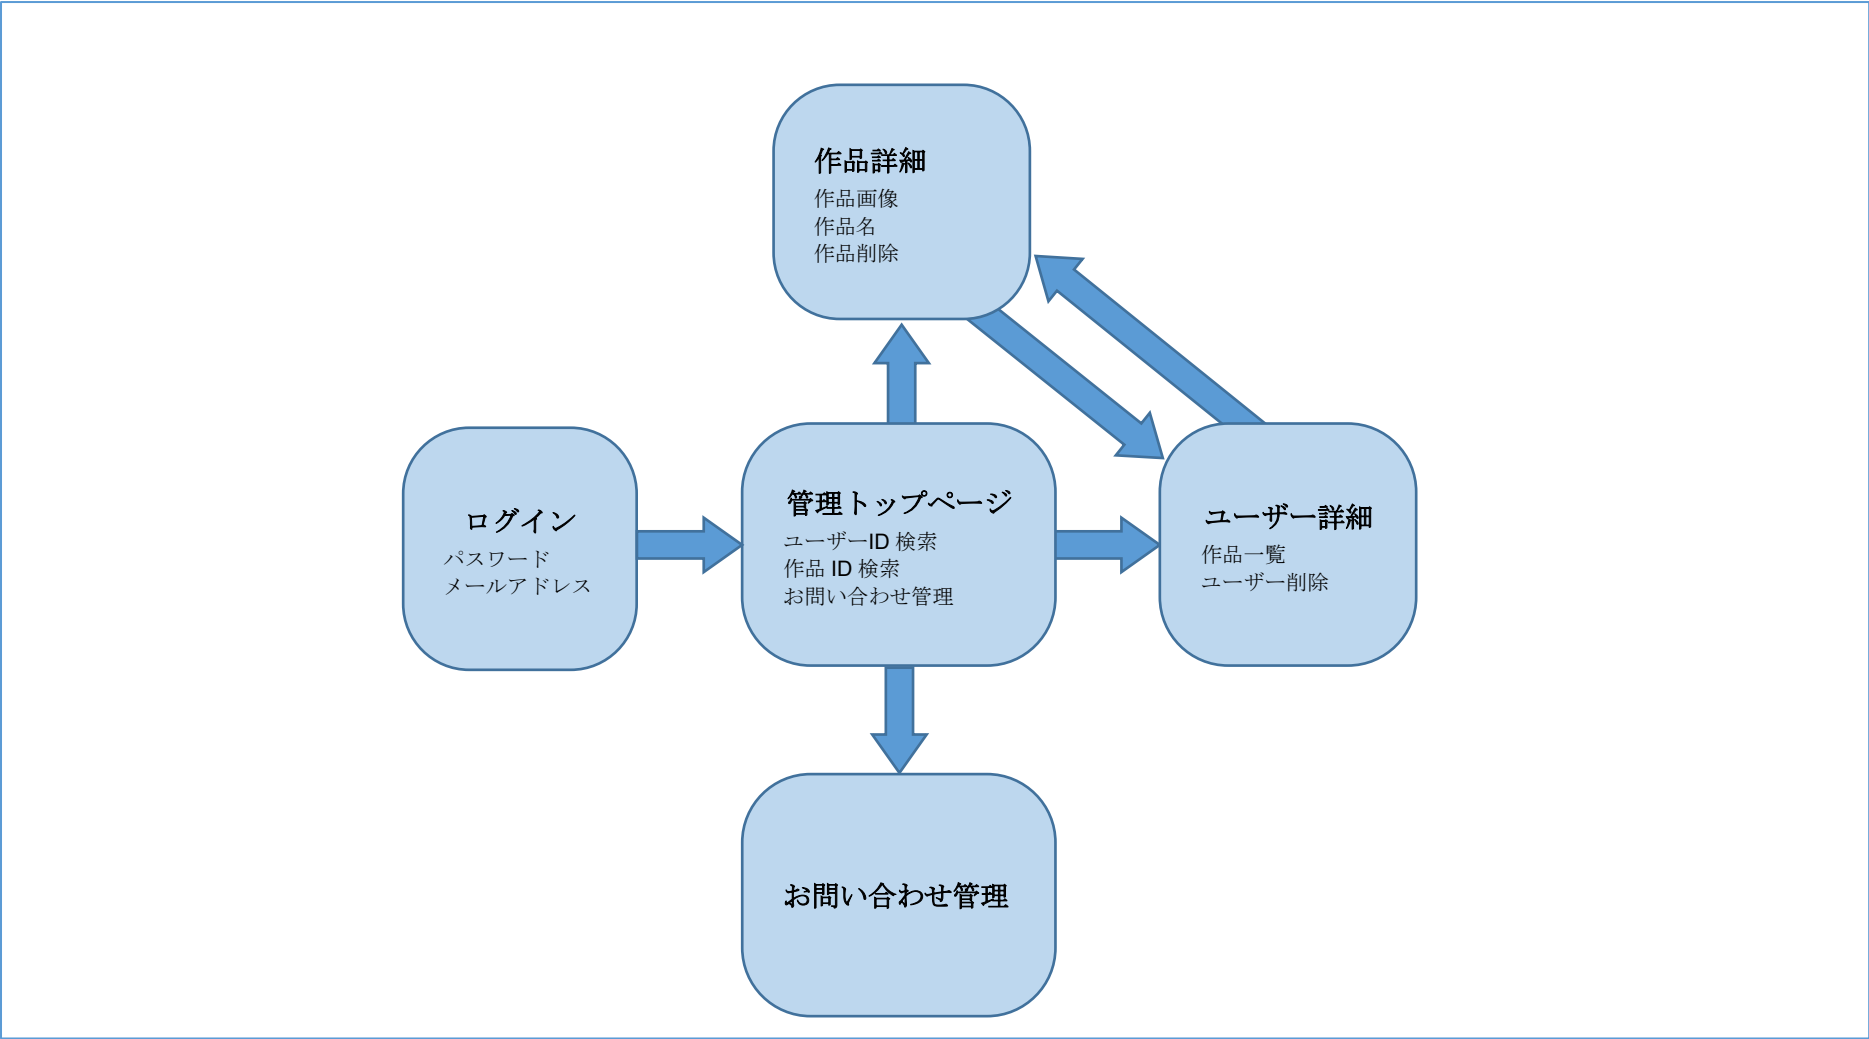 作品詳細
作品画像
作品名
作品削除
ログイン
パスワード
メールアドレス
管理トップページ
ユーザーID 検索
作品 ID 検索
お問い合わせ管理
ユーザー詳細
作品一覧
ユーザー削除
お問い合わせ管理